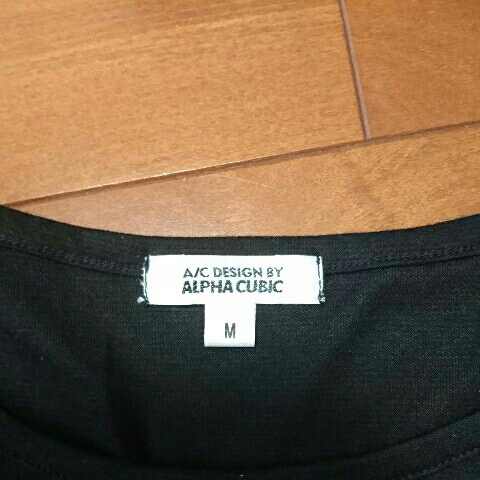 A/C DESIGN BY
ALPHA CUBIC
M